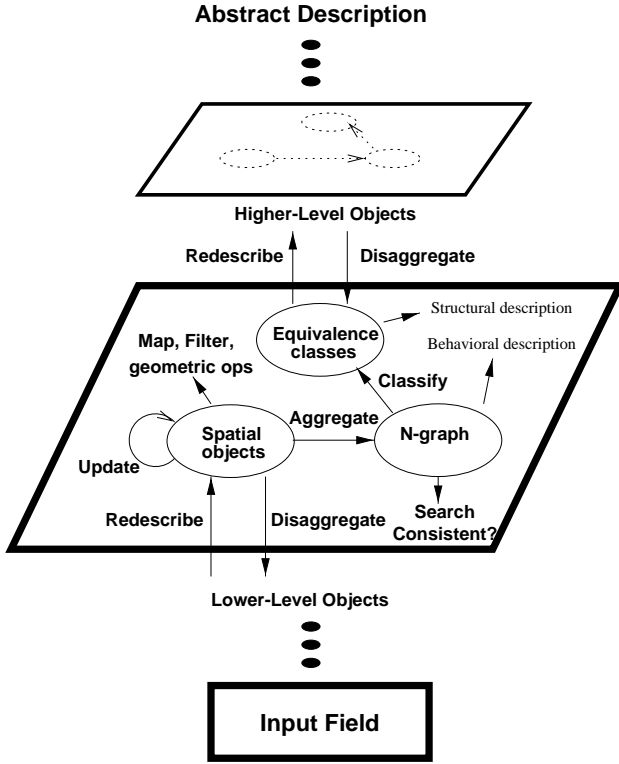 Abstract Description
Higher-Level Objects
Redescribe
Disaggregate
Structural description
Equivalence
classes
Behavioral description
Map, Filter,
geometric ops
Classify
Aggregate
Spatial
objects
N-graph
Update
Search
Consistent?
Redescribe
Disaggregate
Lower-Level Objects
Input Field